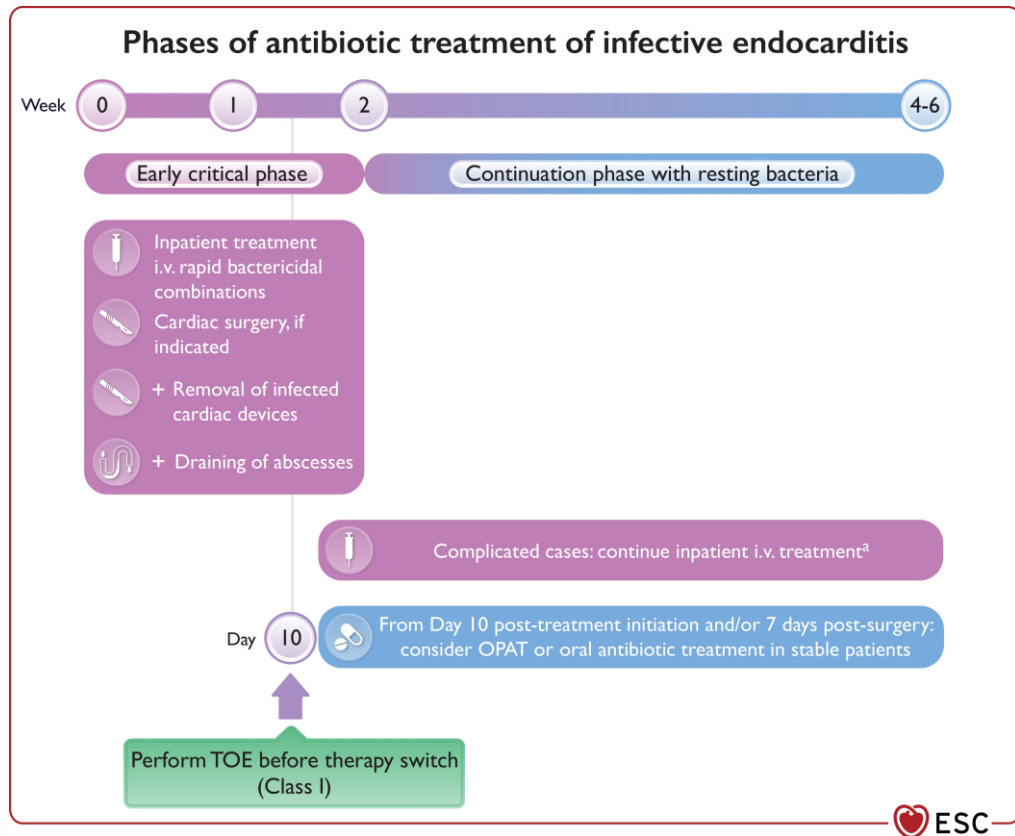 Phases of antibiotic treatment of infective endocarditis
Week
0
1
2
4-6
Early critical phase
Continuation phase with resting bacteria
Inpatient treatment
i.v. rapid bactericidal
combinations
Cardiac surgery, if
indicated
+ Removal of infected
cardiac devices
+ Draining of abscesses
Complicated cases: continue inpatient i.v. treatmentᵃ
Day
10
From Day 10 post-treatment initiation and/or 7 days post-surgery:
consider OPAT or oral antibiotic treatment in stable patients
Perform TOE before therapy switch
(Class I)
ESC